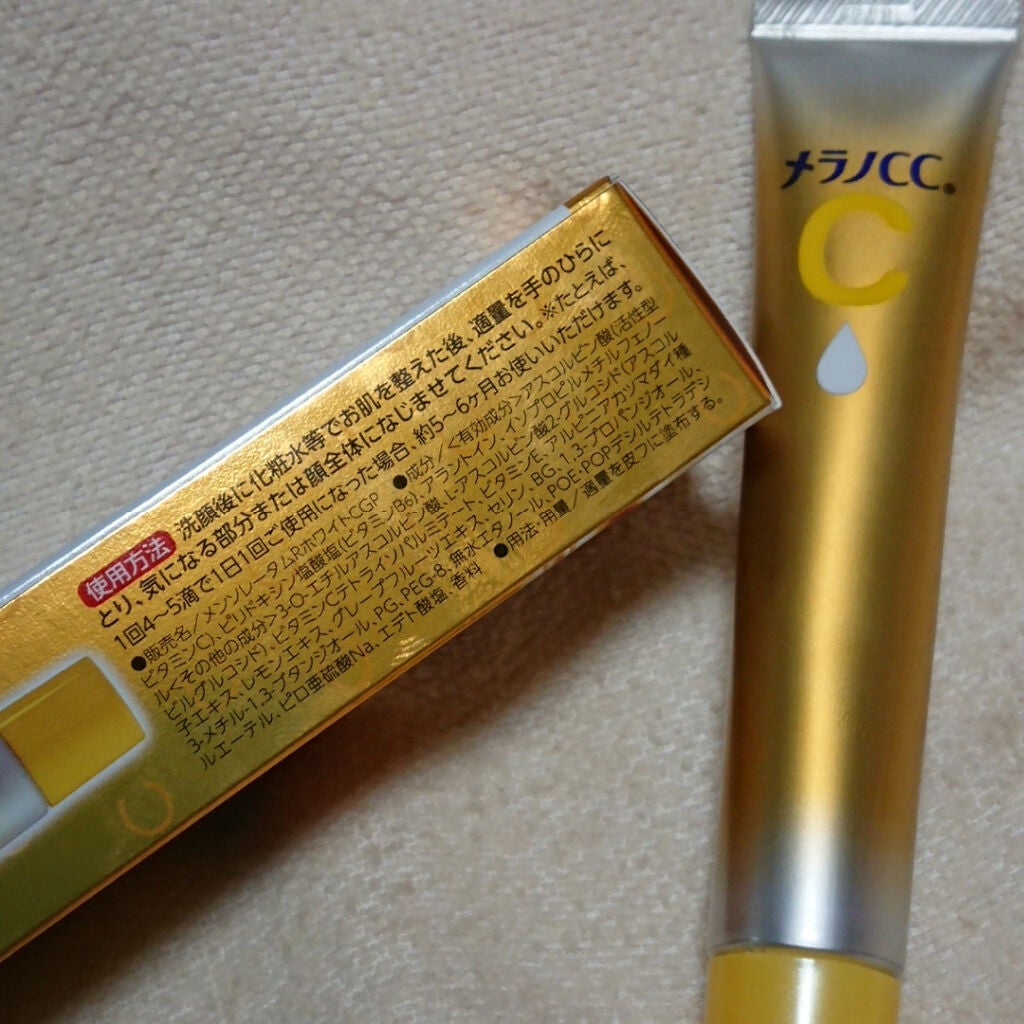 使用方法 洗顔後に化粧水等でお肌を整えた後、適量を手のひらに
とり、気になる部分または顔全体になじませてください。※たとえば、
1回4〜5滴で1日1回ご使用になった場合、約5〜6ヶ月お使いいただけます。
●販売名/メンソレータムRホワイトCGP ●成分/<有効成分>アスコルビン酸(活性型
ビタミンC)、ピリドキシン塩酸塩(ビタミンB6)、アラントイン、イソプロピルメチルフェノー
ル<その他の成分>3-O-エチルアスコルビン酸、L-アスコルビン酸2-グルコシド(アスコル
ビルグルコシド)、ビタミンCテトライソパルミテート、ビタミンE、アルピニアカツマダイ種
子エキス、レモンエキス、グレープフルーツエキス、セリン、BG、1,3-プロパンジオール、
3-メチル-1,3-ブタンジオール、PG、PEG-8、無水エタノール、POE・POPデシルテトラデシ
ルエーテル、ピロ亜硫酸Na、エデト酸塩、香料 ●用法・用量/適量を皮フに塗布する。
メラノCC®
C